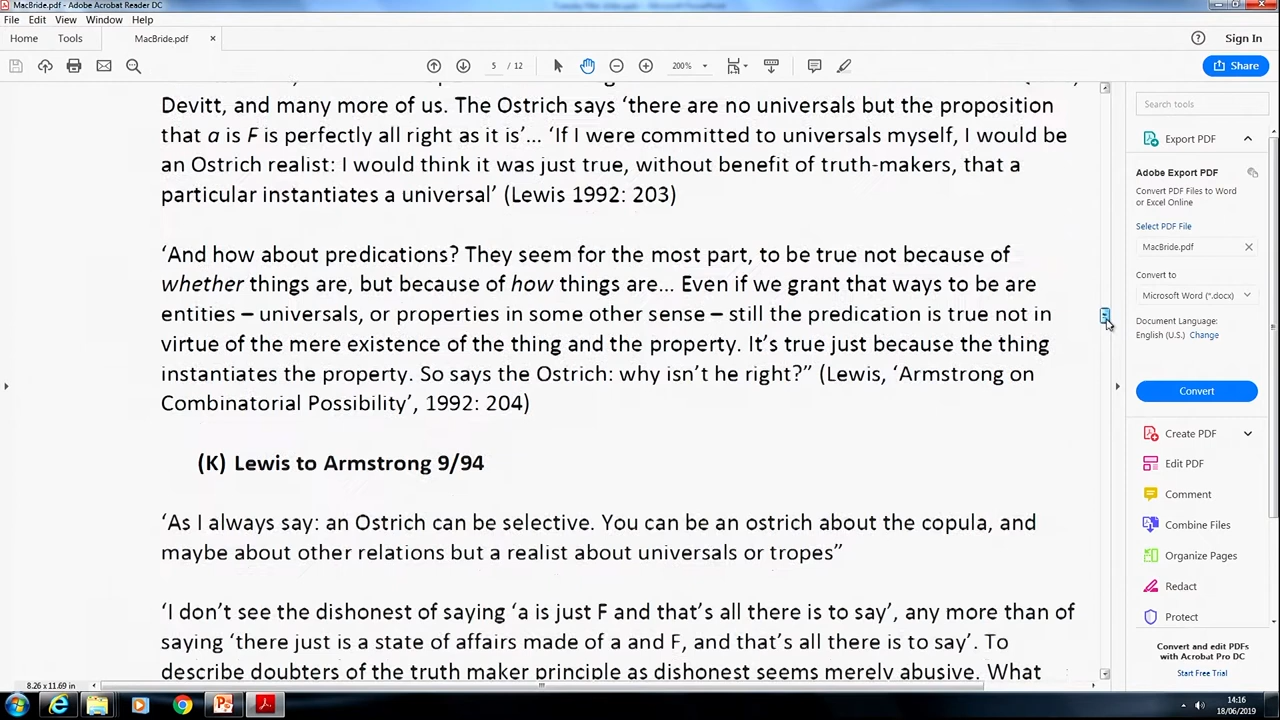 MacBride.pdf - Adobe Acrobat Reader DC
File Edit View Window Help
Home Tools MacBride.pdf × Sign In
5 / 12 200% Share
Devitt, and many more of us. The Ostrich says ‘there are no universals but the proposition
that a is F is perfectly all right as it is’... ‘If I were committed to universals myself, I would be
an Ostrich realist: I would think it was just true, without benefit of truth-makers, that a
particular instantiates a universal’ (Lewis 1992: 203)
‘And how about predications? They seem for the most part, to be true not because of
whether things are, but because of how things are... Even if we grant that ways to be are
entities – universals, or properties in some other sense – still the predication is true not in
virtue of the mere existence of the thing and the property. It’s true just because the thing
instantiates the property. So says the Ostrich: why isn’t he right?” (Lewis, ‘Armstrong on
Combinatorial Possibility’, 1992: 204)
(K) Lewis to Armstrong 9/94
‘As I always say: an Ostrich can be selective. You can be an ostrich about the copula, and
maybe about other relations but a realist about universals or tropes”
‘I don’t see the dishonest of saying ‘a is just F and that’s all there is to say’, any more than of
saying ‘there just is a state of affairs made of a and F, and that’s all there is to say’. To
describe doubters of the truth maker principle as dishonest seems merely abusive. What
8.26 x 11.69 in
Search tools
Export PDF
Adobe Export PDF
Convert PDF Files to Word
or Excel Online
Select PDF File
MacBride.pdf ×
Convert to
Microsoft Word (*.docx)
Document Language:
English (U.S.) Change
Convert
Create PDF
Edit PDF
Comment
Combine Files
Organize Pages
Redact
Protect
Convert and edit PDFs
with Acrobat Pro DC
Start Free Trial
14:16
18/06/2019